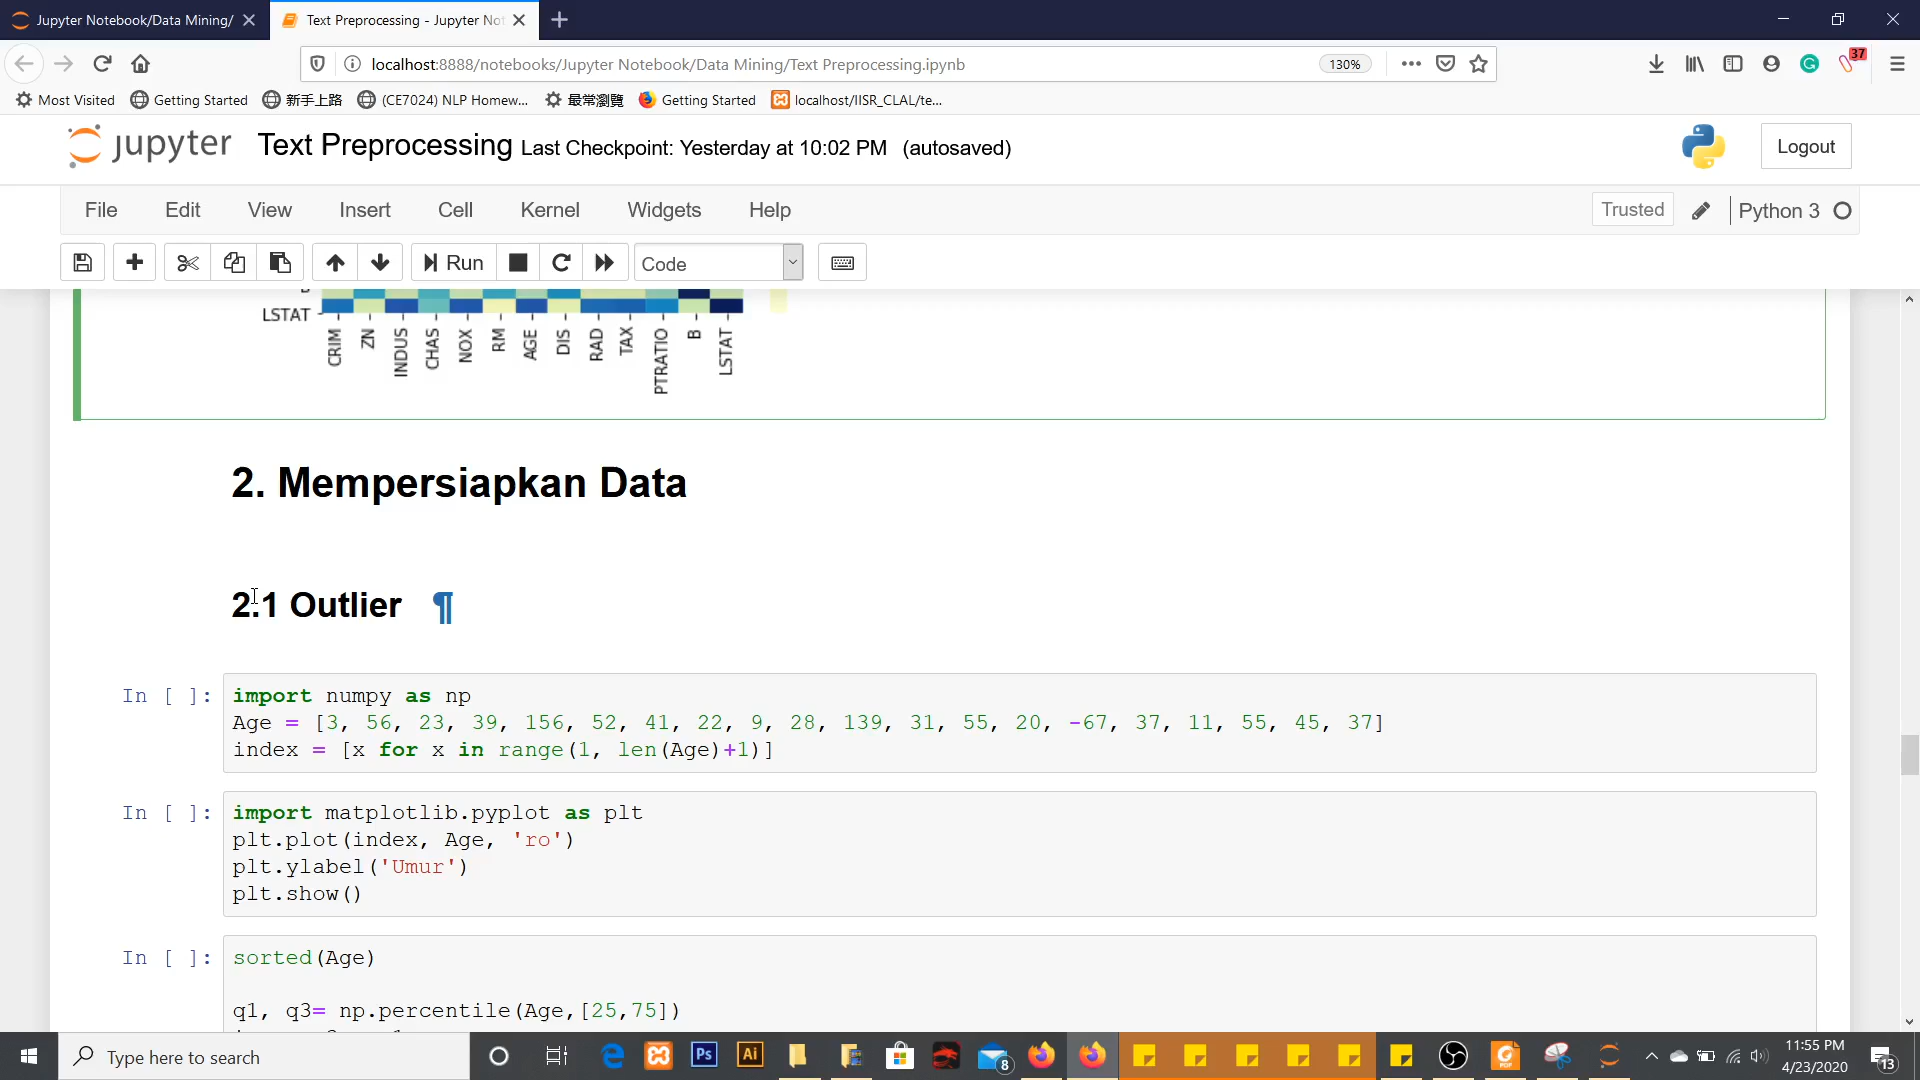 Jupyter Notebook/Data Mining/
Text Preprocessing - Jupyter Not
localhost:8888/notebooks/Jupyter Notebook/Data Mining/Text Preprocessing.ipynb
130%
37
Most Visited
Getting Started
新手上路
(CE7024) NLP Homew...
最常瀏覽
Getting Started
localhost/IISR_CLAL/te...
jupyter
Text Preprocessing Last Checkpoint: Yesterday at 10:02 PM (autosaved)
Logout
File Edit View Insert Cell Kernel Widgets Help
Trusted
Python 3
Run
Code
LSTAT
CRIM ZN INDUS CHAS NOX RM AGE DIS RAD TAX PTRATIO B LSTAT
2. Mempersiapkan Data
2.1 Outlier ¶
In [ ]: import numpy as np
Age = [3, 56, 23, 39, 156, 52, 41, 22, 9, 28, 139, 31, 55, 20, -67, 37, 11, 55, 45, 37]
index = [x for x in range(1, len(Age)+1)]
In [ ]: import matplotlib.pyplot as plt
plt.plot(index, Age, 'ro')
plt.ylabel('Umur')
plt.show()
In [ ]: sorted(Age)
q1, q3= np.percentile(Age,[25,75])
Type here to search
Ps
Ai
8
11:55 PM
4/23/2020
13